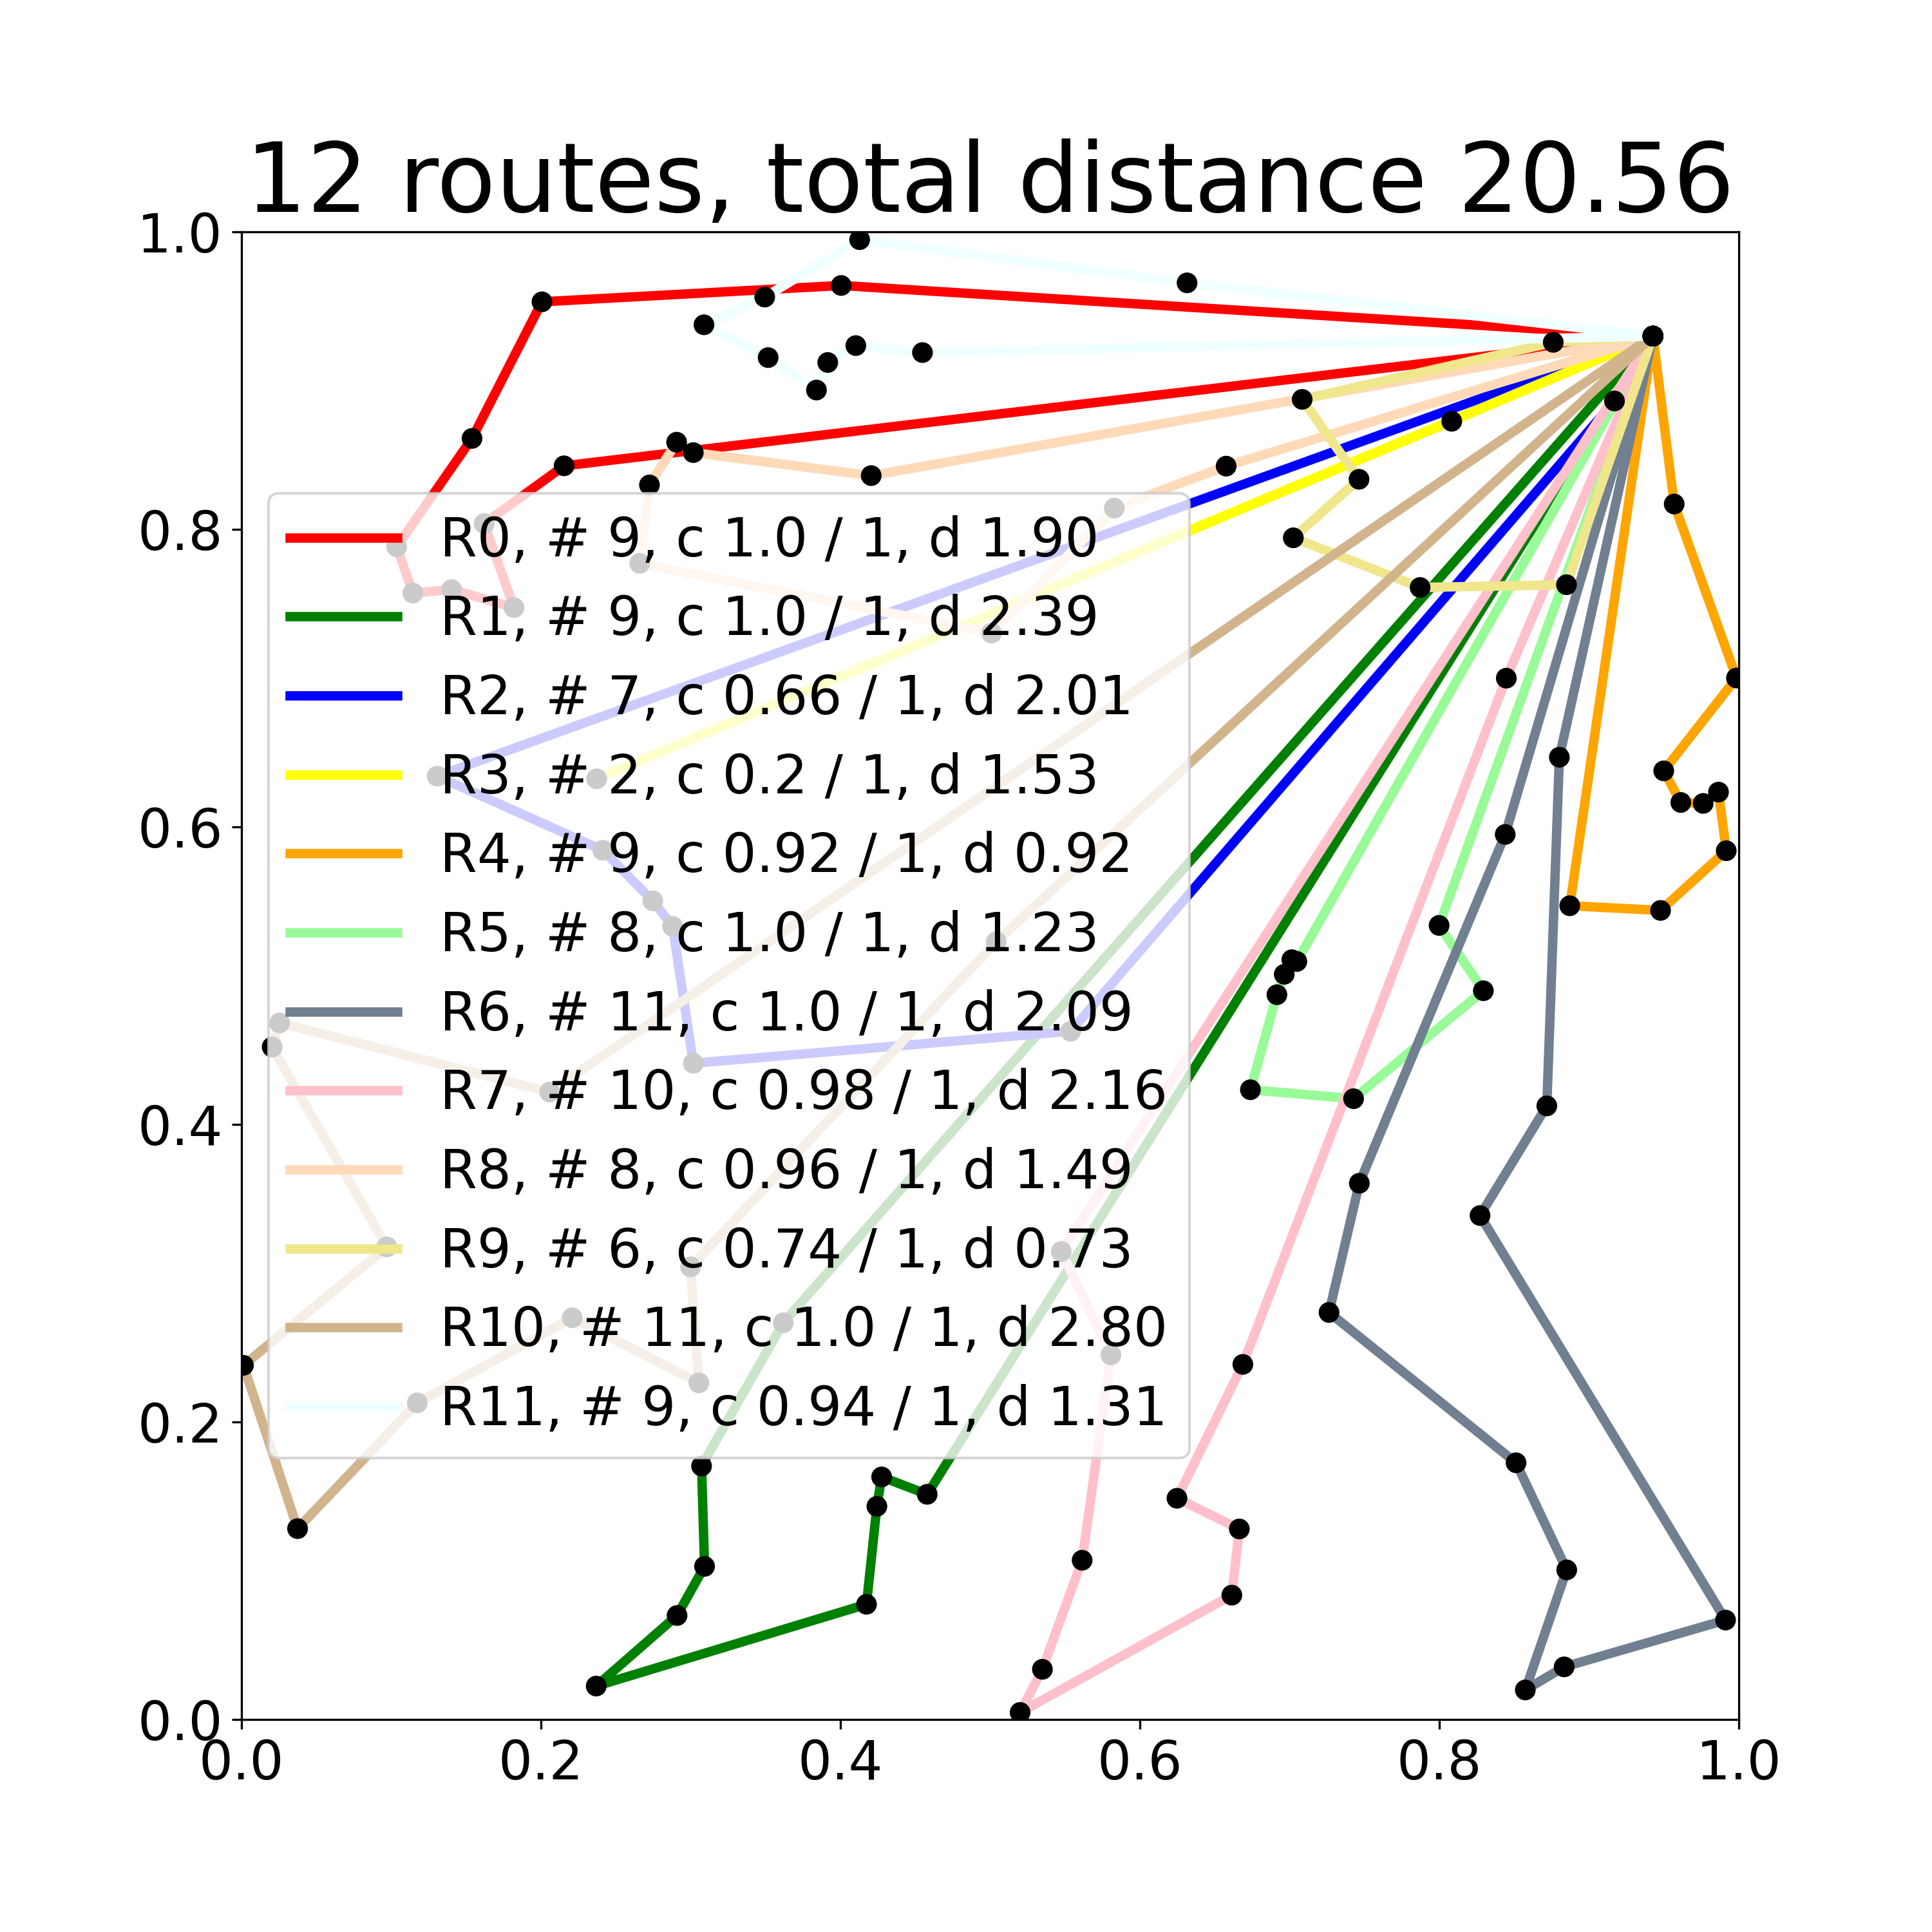 12 routes, total distance 20.56
1.0
0.8
0.6
0.4
0.2
0.0
R0, # 9, c 1.0 / 1, d 1.90
R1, # 9, c 1.0 / 1, d 2.39
R2, # 7, c 0.66 / 1, d 2.01
R3, # 2, c 0.2 / 1, d 1.53
R4, # 9, c 0.92 / 1, d 0.92
R5, # 8, c 1.0 / 1, d 1.23
R6, # 11, c 1.0 / 1, d 2.09
R7, # 10, c 0.98 / 1, d 2.16
R8, # 8, c 0.96 / 1, d 1.49
R9, # 6, c 0.74 / 1, d 0.73
R10, # 11, c 1.0 / 1, d 2.80
R11, # 9, c 0.94 / 1, d 1.31
0.0 0.2 0.4 0.6 0.8 1.0